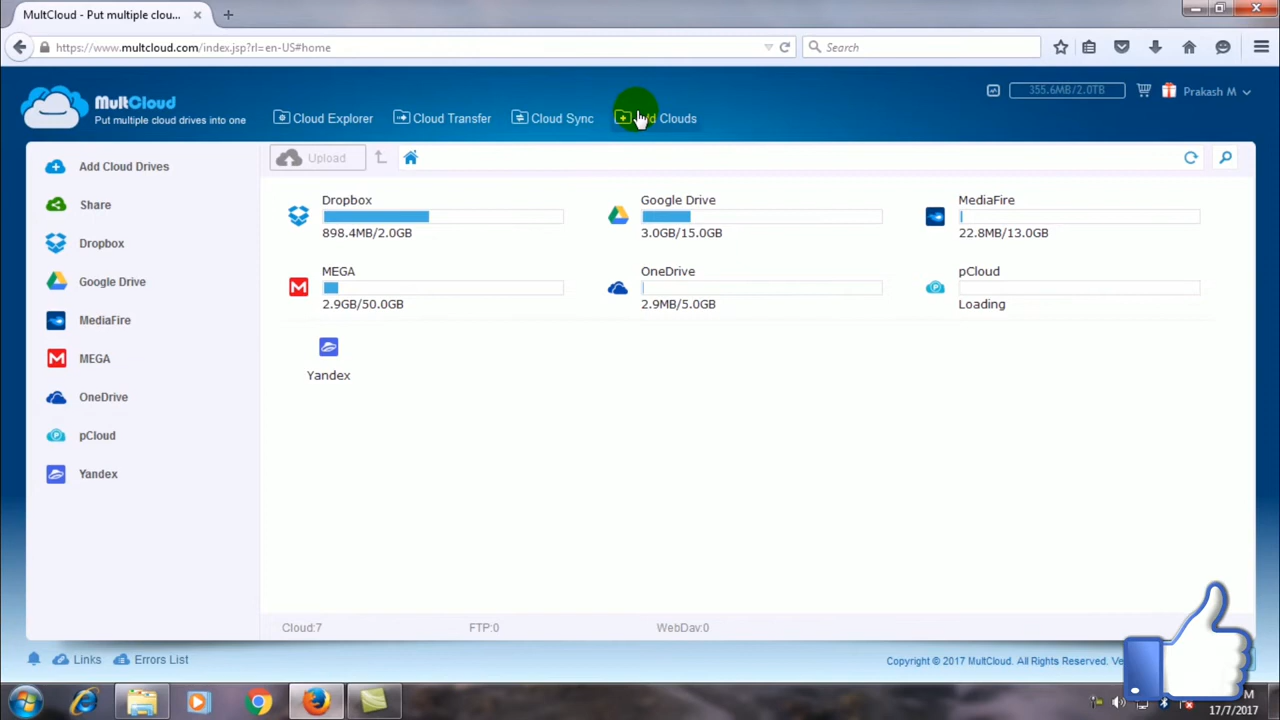 MultCloud - Put multiple clou...
https://www.multcloud.com/index.jsp?rl=en-US#home
Search
MultCloud
Put multiple cloud drives into one
Cloud Explorer
Cloud Transfer
Cloud Sync
Clouds
355.6MB/2.0TB
Prakash M
Add Cloud Drives
Share
Dropbox
Google Drive
MediaFire
MEGA
OneDrive
pCloud
Yandex
Upload
Dropbox
898.4MB/2.0GB
Google Drive
3.0GB/15.0GB
MediaFire
22.8MB/13.0GB
MEGA
2.9GB/50.0GB
OneDrive
2.9MB/5.0GB
pCloud
Loading
Yandex
Cloud:7
FTP:0
WebDav:0
Links
Errors List
Copyright © 2017 MultCloud. All Rights Reserved.
M
17/7/2017